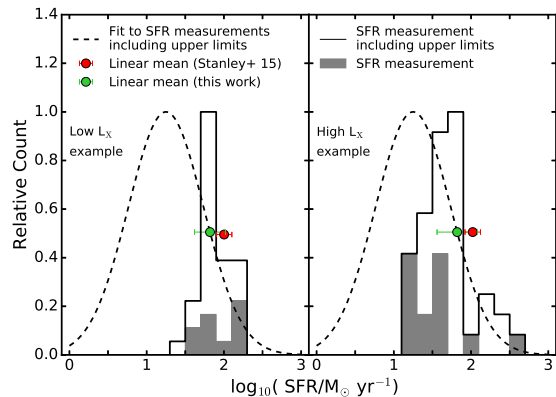 Fit to SFR measurements
including upper limits
Linear mean (Stanley+ 15)
Linear mean (this work)
Low L_X
example
SFR measurement
including upper limits
SFR measurement
High L_X
example
Relative Count
1.4
1.2
1.0
0.8
0.6
0.4
0.2
0.0
0 1 2 3
0 1 2 3
log₁₀( SFR/M⊙ yr⁻¹)